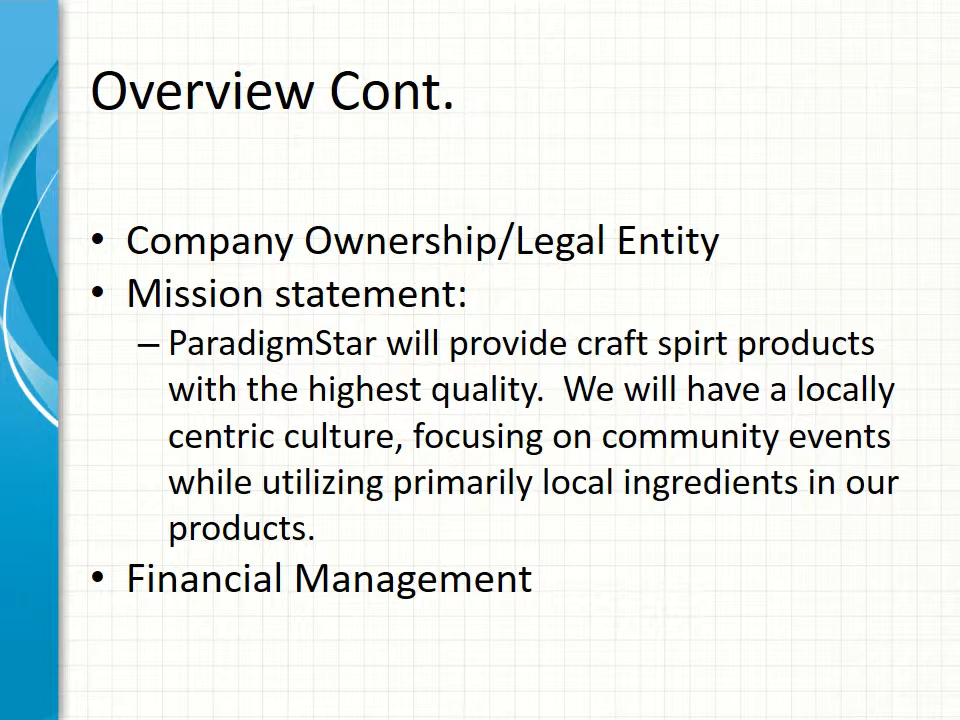 Overview Cont.
• Company Ownership/Legal Entity
• Mission statement:
– ParadigmStar will provide craft spirt products
with the highest quality.  We will have a locally
centric culture, focusing on community events
while utilizing primarily local ingredients in our
products.
• Financial Management